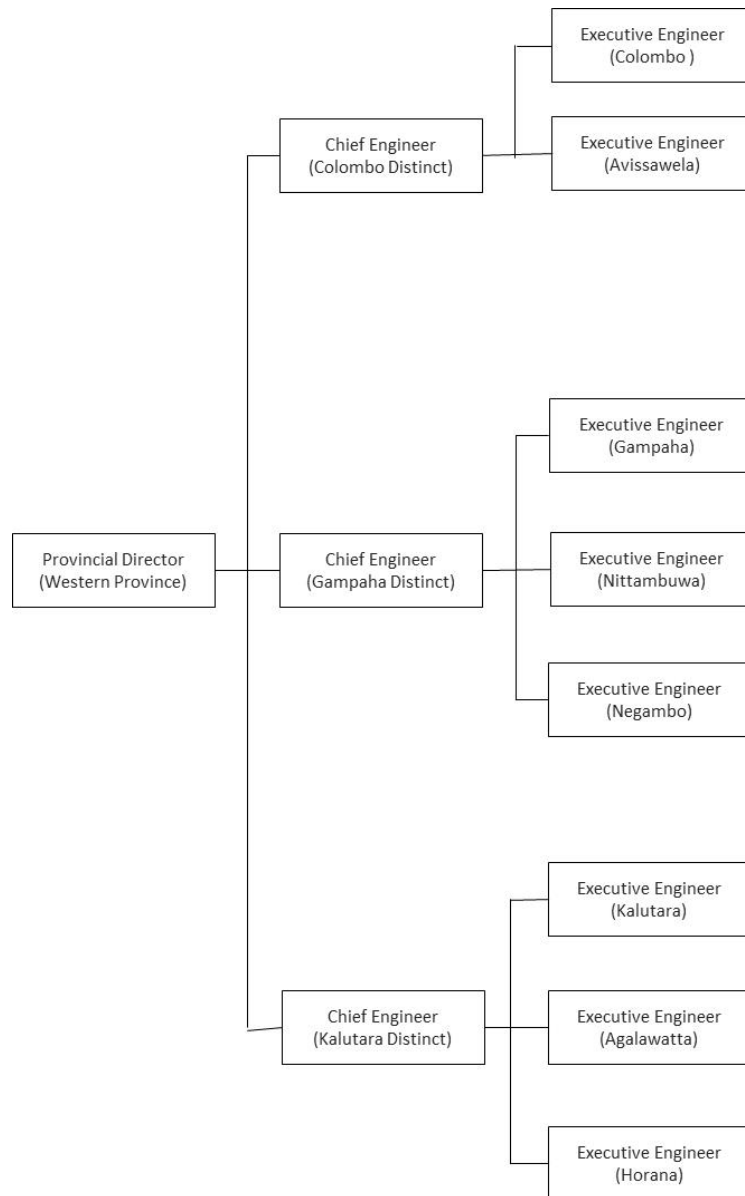 Executive Engineer
(Colombo )
Chief Engineer
(Colombo Distinct)
Executive Engineer
(Avissawela)
Executive Engineer
(Gampaha)
Provincial Director
(Western Province)
Chief Engineer
(Gampaha Distinct)
Executive Engineer
(Nittambuwa)
Executive Engineer
(Negambo)
Executive Engineer
(Kalutara)
Chief Engineer
(Kalutara Distinct)
Executive Engineer
(Agalawatta)
Executive Engineer
(Horana)